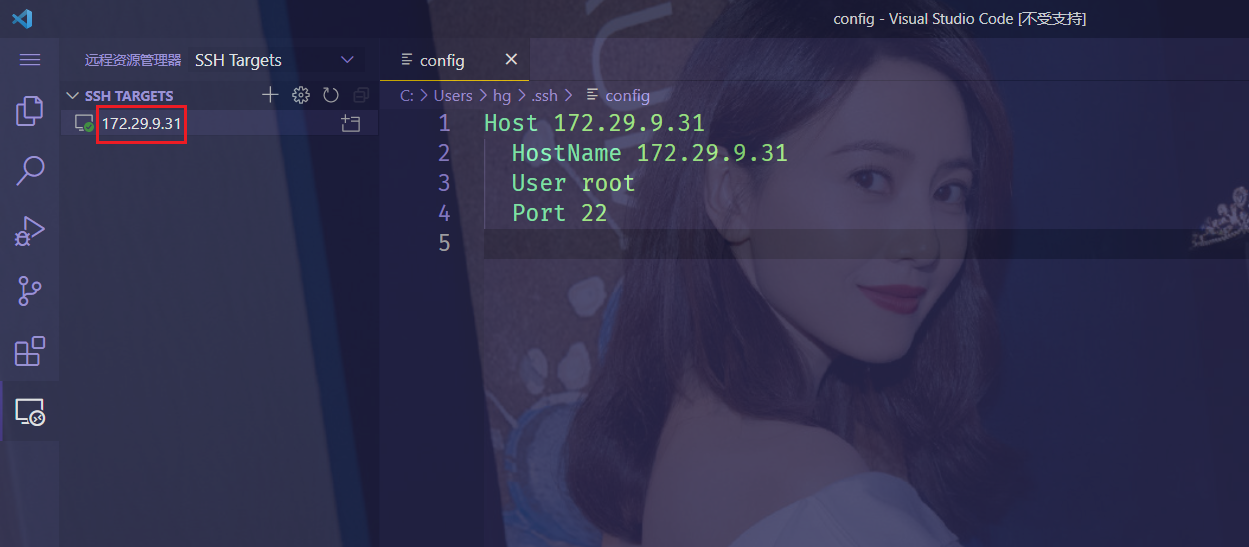 config - Visual Studio Code [不受支持]
远程资源管理器 SSH Targets
SSH TARGETS
172.29.9.31
config
C: > Users > hg > .ssh > config
1 Host 172.29.9.31
2 HostName 172.29.9.31
3 User root
4 Port 22
5